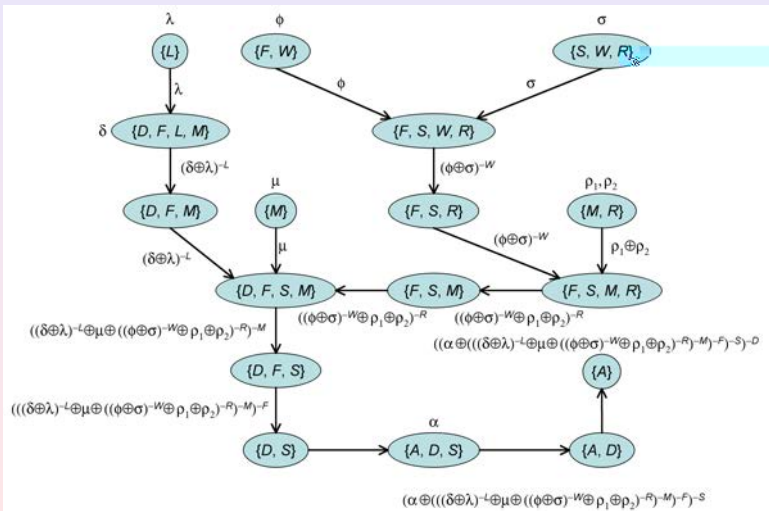 λ ϕ σ
{L} {F, W} {S, W, R}
λ ϕ σ
δ {D, F, L, M} {F, S, W, R}
(δ⊕λ)⁻ᴸ (ϕ⊕σ)⁻ᵂ
μ ρ₁,ρ₂
{D, F, M} {M} {F, S, R} {M, R}
(δ⊕λ)⁻ᴸ μ (ϕ⊕σ)⁻ᵂ ρ₁⊕ρ₂
{D, F, S, M} {F, S, M} {F, S, M, R}
((ϕ⊕σ)⁻ᵂ⊕ρ₁⊕ρ₂)⁻ᴿ ((ϕ⊕σ)⁻ᵂ⊕ρ₁⊕ρ₂)⁻ᴿ
((δ⊕λ)⁻ᴸ⊕μ⊕((ϕ⊕σ)⁻ᵂ⊕ρ₁⊕ρ₂)⁻ᴿ)⁻ᴹ ((α⊕(((δ⊕λ)⁻ᴸ⊕μ⊕((ϕ⊕σ)⁻ᵂ⊕ρ₁⊕ρ₂)⁻ᴿ)⁻ᴹ)⁻F)⁻S)⁻ᴰ
{D, F, S} {A}
(((δ⊕λ)⁻ᴸ⊕μ⊕((ϕ⊕σ)⁻ᵂ⊕ρ₁⊕ρ₂)⁻ᴿ)⁻ᴹ)⁻F
α
{D, S} {A, D, S} {A, D}
(α⊕(((δ⊕λ)⁻ᴸ⊕μ⊕((ϕ⊕σ)⁻ᵂ⊕ρ₁⊕ρ₂)⁻ᴿ)⁻ᴹ)⁻F)⁻S